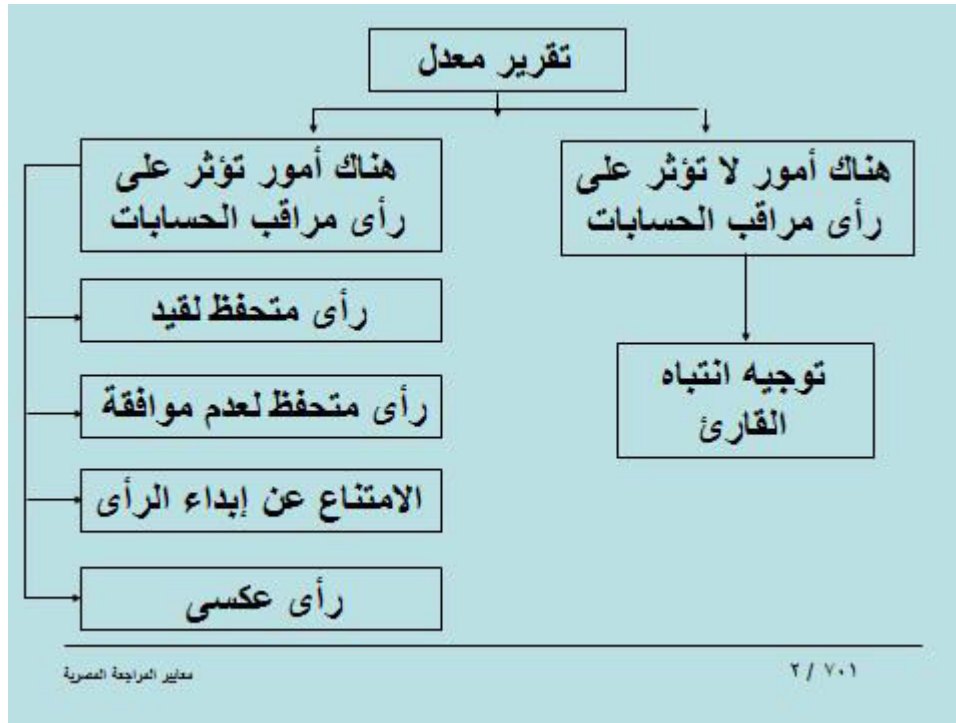 تقرير معدل
هناك أمور لا تؤثر على
رأى مراقب الحسابات
توجيه انتباه
القارئ
هناك أمور تؤثر على
رأى مراقب الحسابات
رأى متحفظ لقيد
رأى متحفظ لعدم موافقة
الامتناع عن إبداء الرأى
رأى عكسى
٧٠١ / ٢
معايير المراجعة المصرية